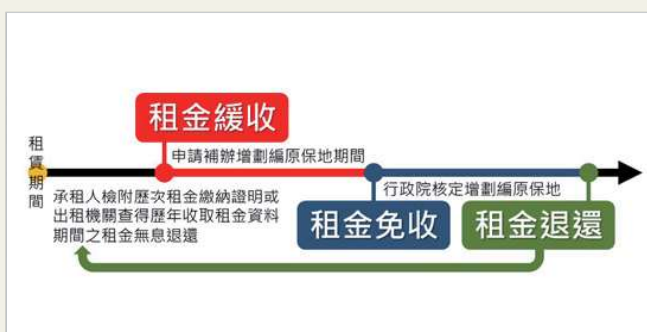 租金緩收
租賃期間
申請補辦增劃編原保地期間
行政院核定增劃編原保地
承租人檢附歷次租金繳納證明或
出租機關查得歷年收取租金資料
期間之租金無息退還
租金免收
租金退還